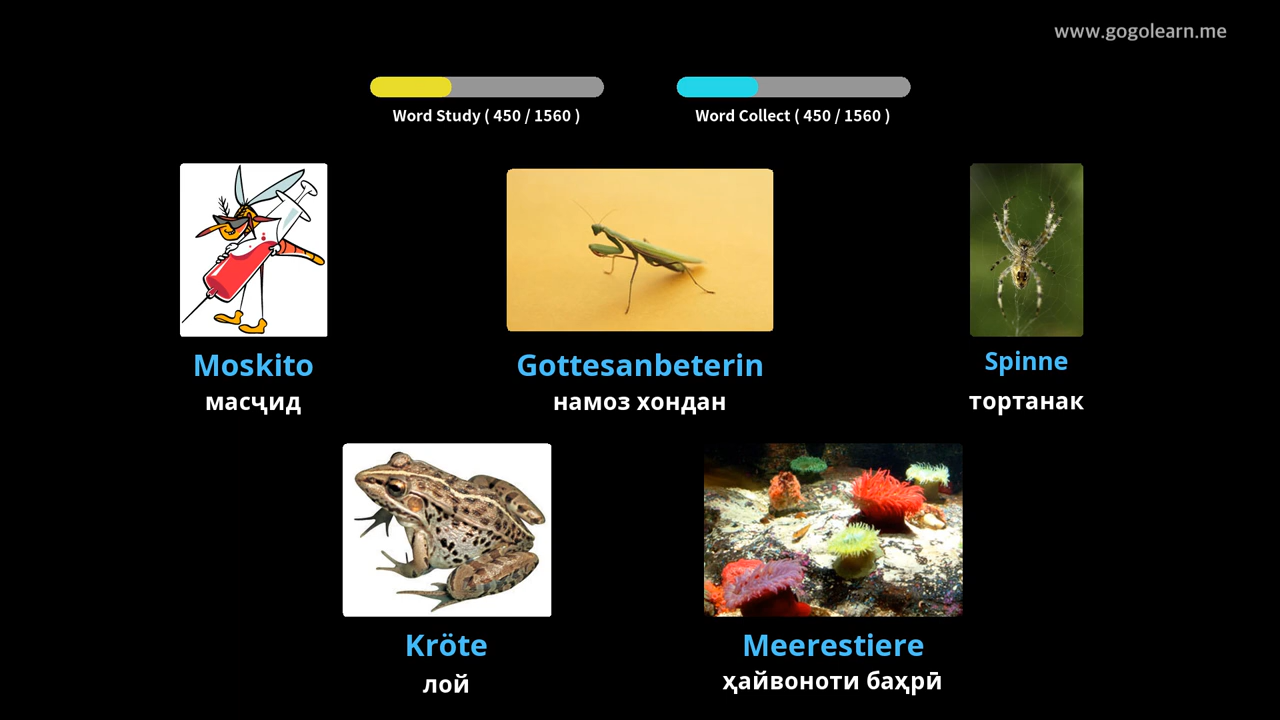 www.gogolearn.me
Word Study ( 450 / 1560 )
Word Collect ( 450 / 1560 )
Moskito
масҷид
Gottesanbeterin
намоз хондан
Spinne
тортанак
Kröte
лой
Meerestiere
ҳайвоноти баҳрӣ